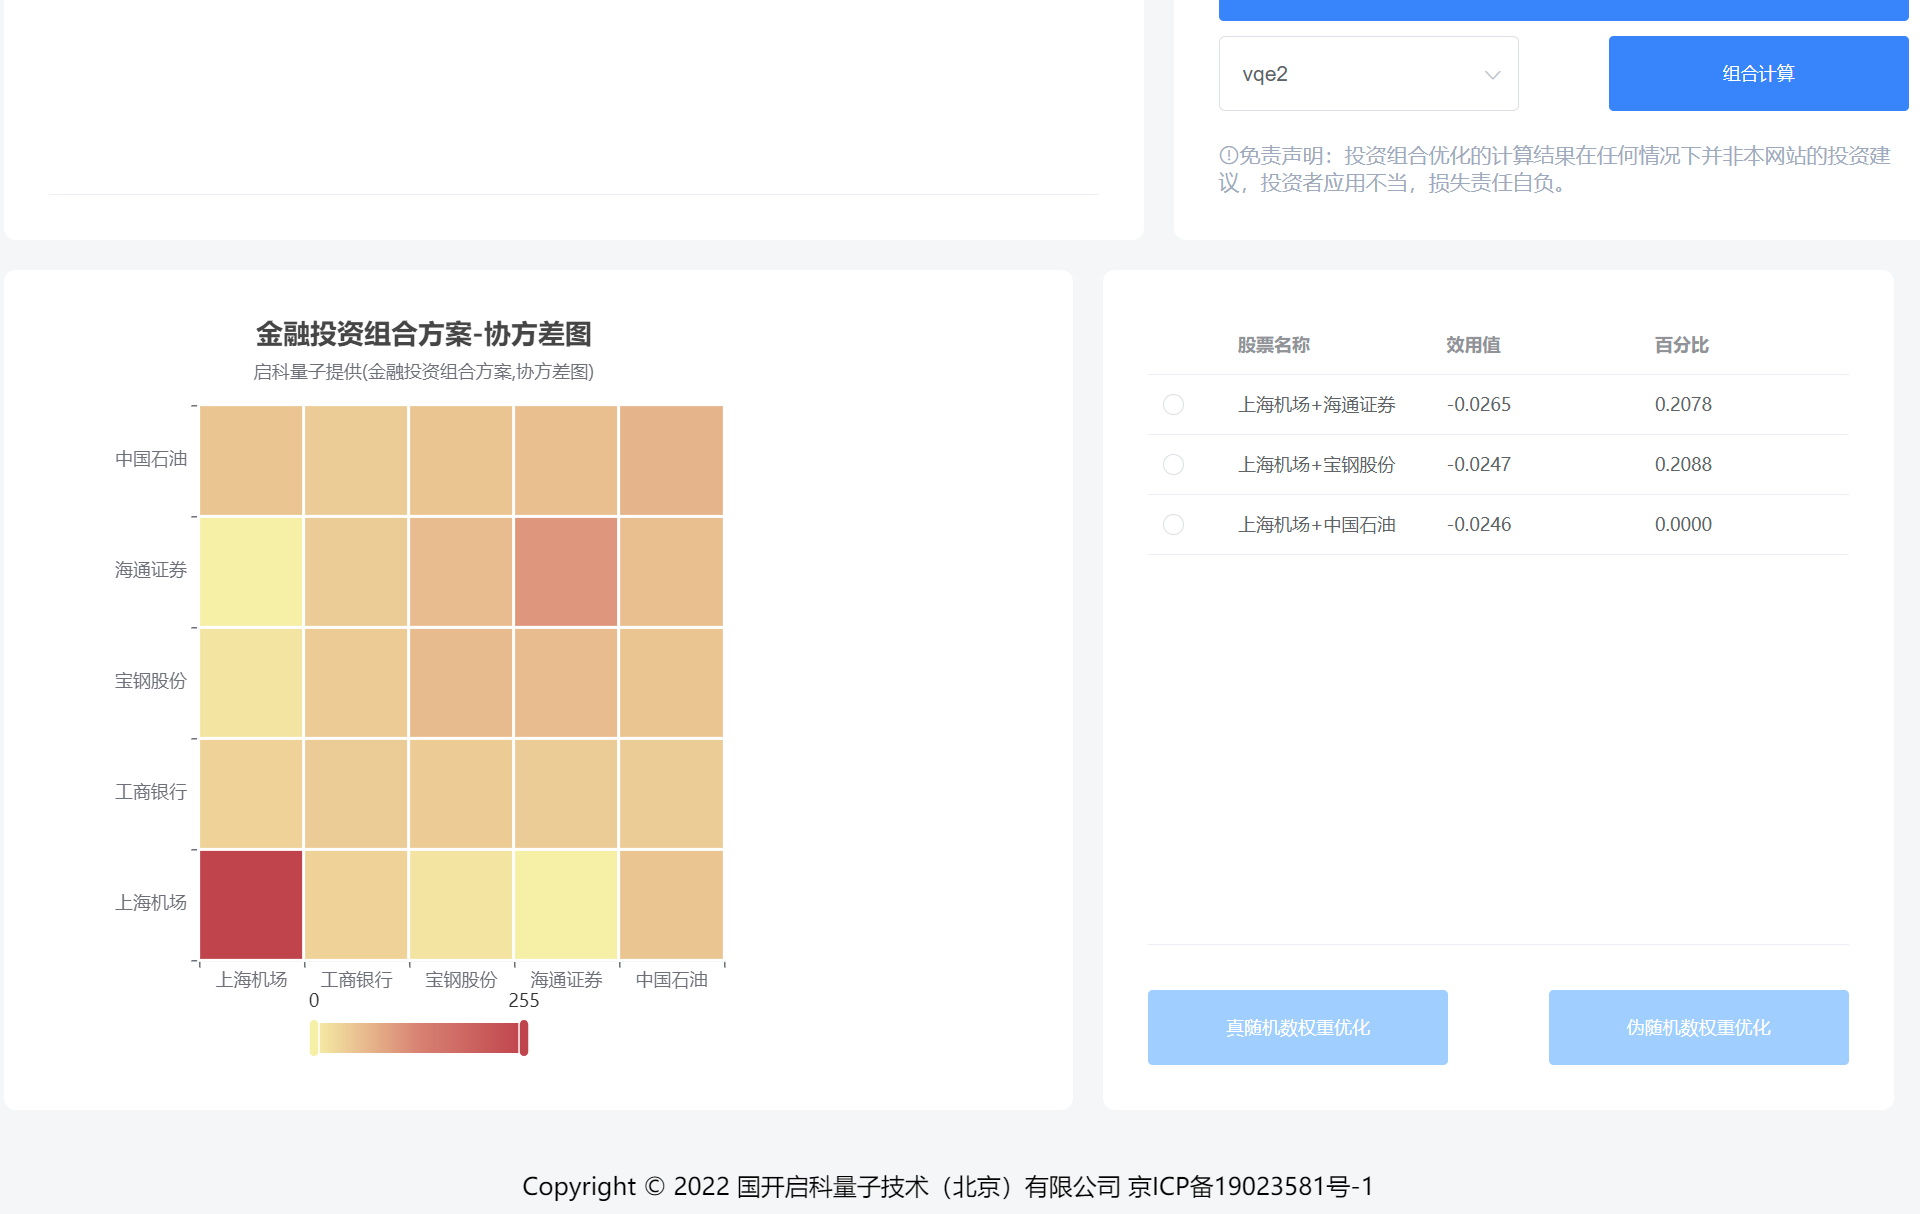 vqe2
组合计算
免责声明：投资组合优化的计算结果在任何情况下并非本网站的投资建
议，投资者应用不当，损失责任自负。
金融投资组合方案-协方差图
启科量子提供(金融投资组合方案,协方差图)
中国石油
海通证券
宝钢股份
工商银行
上海机场
上海机场 工商银行 宝钢股份 海通证券 中国石油
0 255
股票名称 效用值 百分比
上海机场+海通证券 -0.0265 0.2078
上海机场+宝钢股份 -0.0247 0.2088
上海机场+中国石油 -0.0246 0.0000
真随机数权重优化 伪随机数权重优化
Copyright © 2022 国开启科量子技术（北京）有限公司 京ICP备19023581号-1